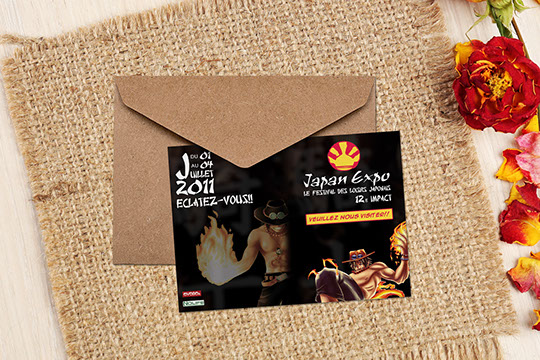 DU 01
AU 04
JUILLET
2011
ECLATEZ-VOUS!!
Japan Expo
LE FESTIVAL DES LOISIRS JAPONAIS
12E IMPACT
VEUILLEZ NOUS VISITER!!